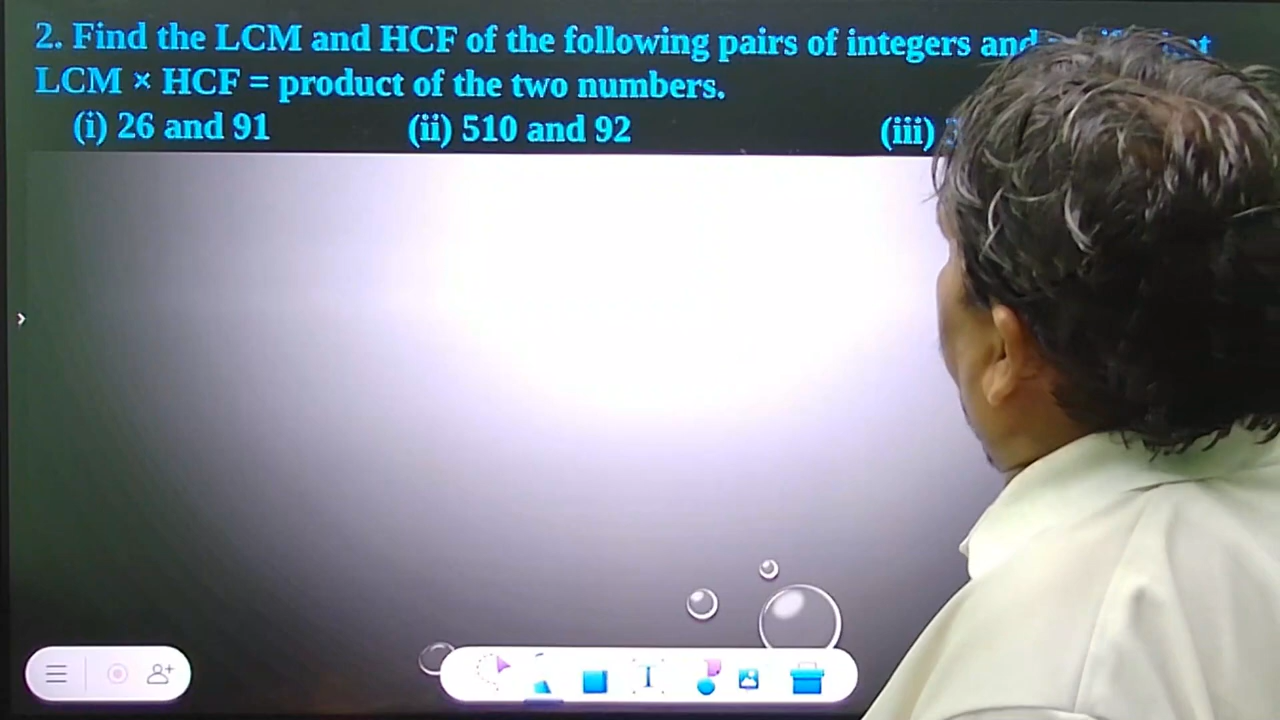 2. Find the LCM and HCF of the following pairs of integers and
LCM × HCF = product of the two numbers.
(i) 26 and 91 (ii) 510 and 92 (iii)